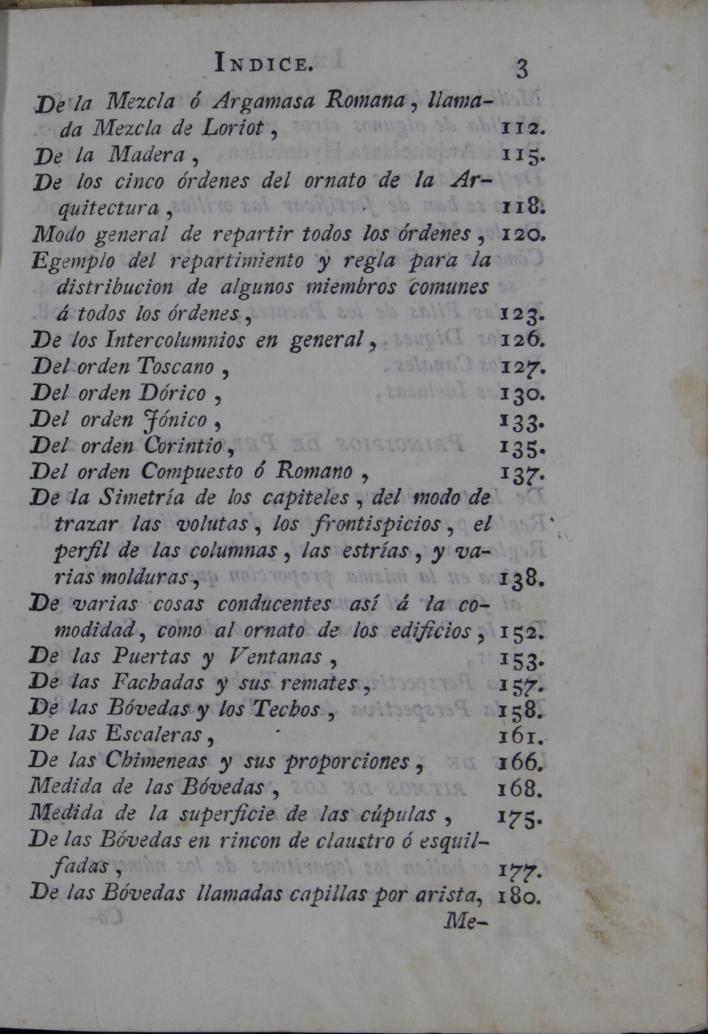 INDICE. 3
De la Mezcla ó Argamasa Romana, llama-
da Mezcla de Loriot, 112.
De la Madera, 115.
De los cinco órdenes del ornato de la Ar-
quitectura, 118.
Modo general de repartir todos los órdenes, 120.
Egemplo del repartimiento y regla para la
distribucion de algunos miembros comunes
á todos los órdenes, 123.
De los Intercolumnios en general, 126.
Del orden Toscano, 127.
Del orden Dórico, 130.
Del orden Jónico, 133.
Del orden Corintio, 135.
Del orden Compuesto ó Romano, 137.
De la Simetría de los capiteles, del modo de
trazar las volutas, los frontispicios, el
perfil de las columnas, las estrías, y va-
rias molduras, 138.
De varias cosas conducentes así á la co-
modidad, como al ornato de los edificios, 152.
De las Puertas y Ventanas, 153.
De las Fachadas y sus remates, 157.
De las Bóvedas y los Techos, 158.
De las Escaleras, 161.
De las Chimeneas y sus proporciones, 166.
Medida de las Bóvedas, 168.
Medida de la superficie de las cúpulas, 175.
De las Bóvedas en rincon de claustro ó esquil-
fadas, 177.
De las Bóvedas llamadas capillas por arista, 180.
Me-